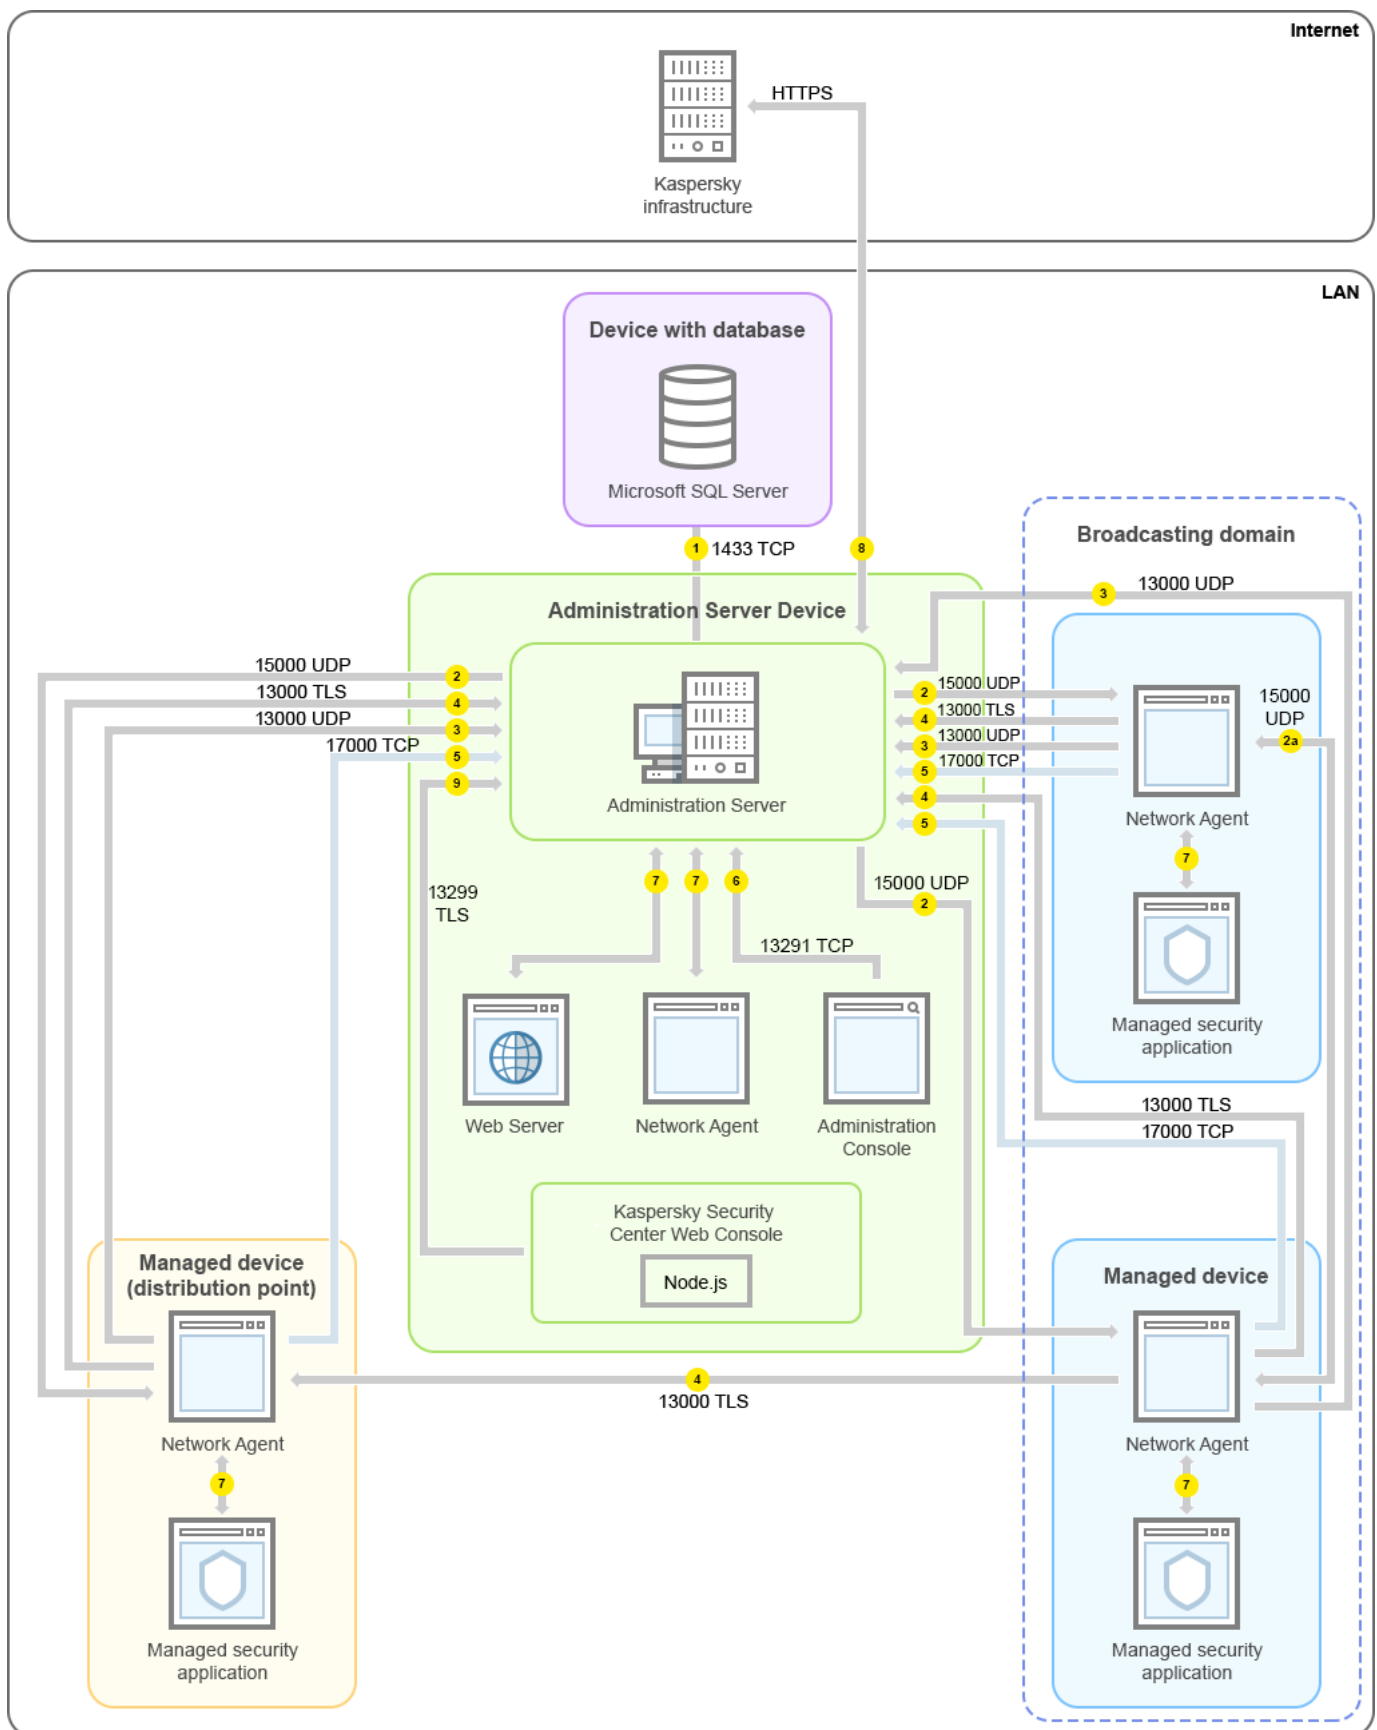 Internet
HTTPS
Kaspersky
infrastructure
LAN
Device with database
Microsoft SQL Server
1
1433 TCP
8
Broadcasting domain
13000 UDP
3
Administration Server Device
15000 UDP
2
13000 TLS
4
13000 UDP
3
17000 TCP
5
9
Administration Server
15000 UDP
2
13000 TLS
4
13000 UDP
3
17000 TCP
5
4
5
15000
UDP
2a
Network Agent
7
Managed security
application
13299
TLS
7
7
6
15000 UDP
2
13291 TCP
Web Server
Network Agent
Administration
Console
13000 TLS
17000 TCP
Kaspersky Security
Center Web Console
Node.js
Managed device
(distribution point)
Network Agent
7
Managed security
application
4
13000 TLS
Managed device
Network Agent
7
Managed security
application